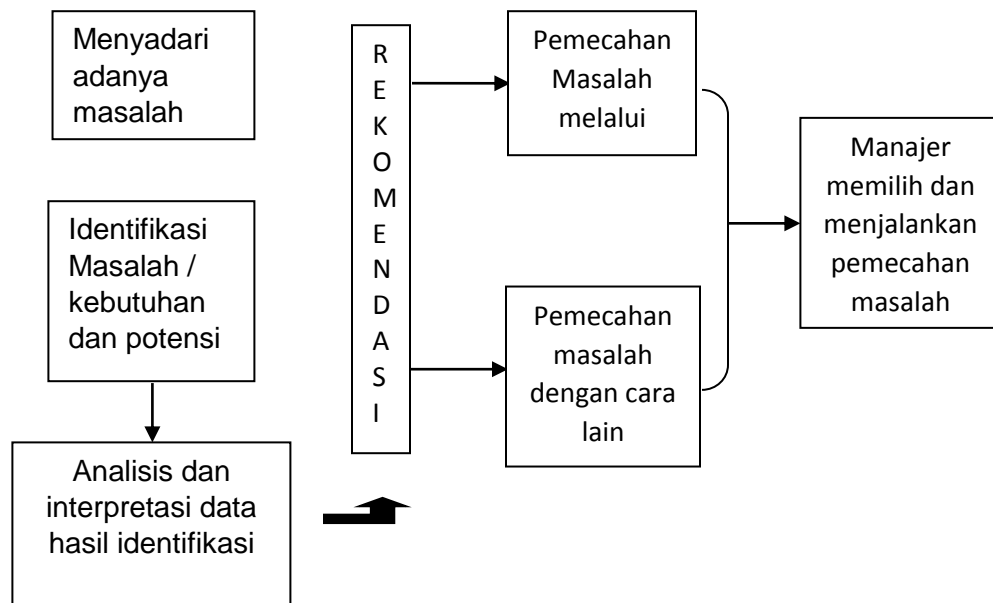 Menyadari
adanya
masalah
Identifikasi
Masalah /
kebutuhan
dan potensi
Analisis dan
interpretasi data
hasil identifikasi
R
E
K
O
M
E
N
D
A
S
I
Pemecahan
Masalah
melalui
Pemecahan
masalah
dengan cara
lain
Manajer
memilih dan
menjalankan
pemecahan
masalah